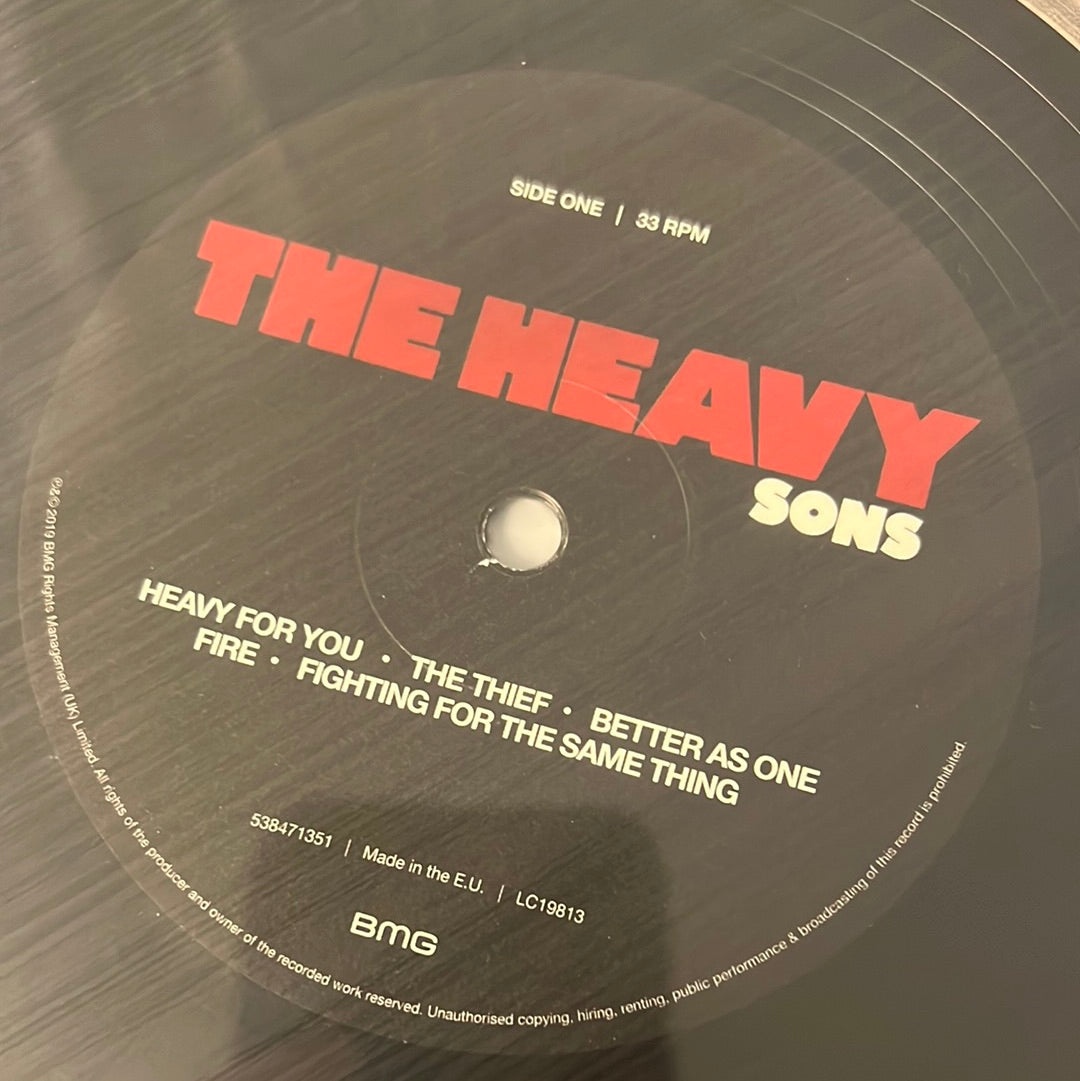 SIDE ONE | 33 RPM
THE HEAVY
SONS
HEAVY FOR YOU • THE THIEF • BETTER AS ONE
FIRE • FIGHTING FOR THE SAME THING
538471351 | Made in the E.U. | LC19813
BMG
℗&© 2019 BMG Rights Management (UK) Limited. All rights of the producer and owner of the recorded work reserved. Unauthorised copying, hiring, renting, public performance & broadcasting of this record is prohibited.